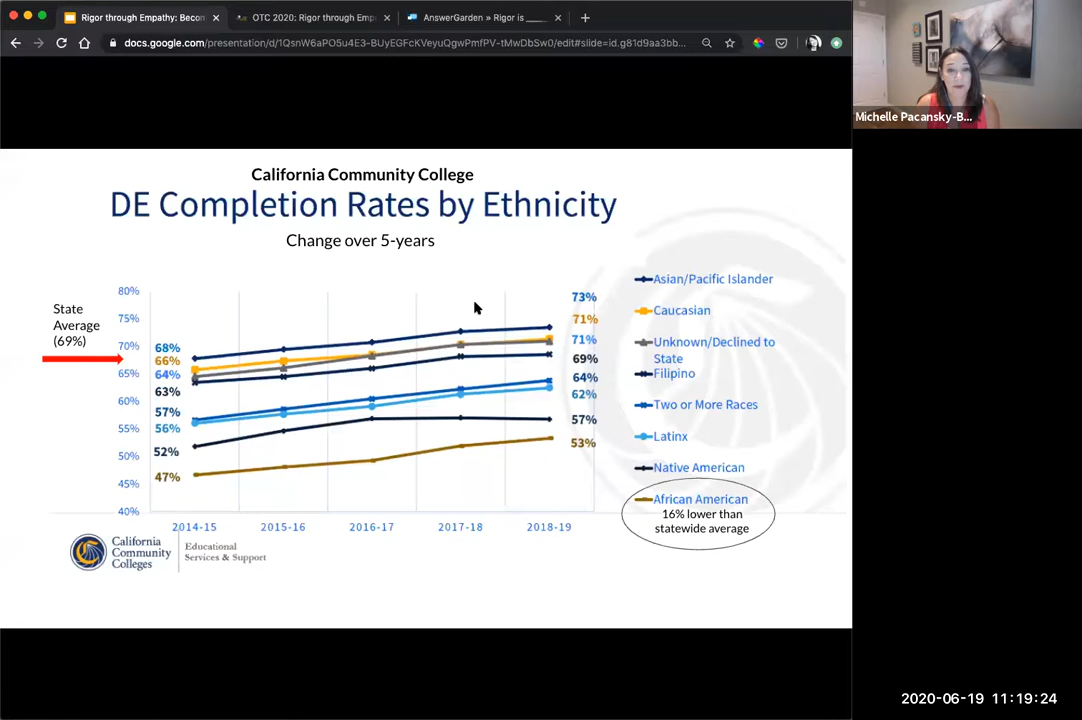 Rigor through Empathy: Becon
OTC 2020: Rigor through Emp
AnswerGarden » Rigor is ____
docs.google.com/presentation/d/1QsnW6aPO5u4E3-BUyEGFcKVeyuQgwPmfPV-tMwDbSw0/edit#slide=id.g81d9aa3bb...
Michelle Pacansky-B...
California Community College
DE Completion Rates by Ethnicity
Change over 5-years
State
Average
(69%)
80%
75%
70%
65%
60%
55%
50%
45%
40%
68%
66%
64%
63%
57%
56%
52%
47%
73%
71%
71%
69%
64%
62%
57%
53%
2014-15 2015-16 2016-17 2017-18 2018-19
Asian/Pacific Islander
Caucasian
Unknown/Declined to
State
Filipino
Two or More Races
Latinx
Native American
African American
16% lower than
statewide average
California
Community
Colleges
Educational
Services & Support
2020-06-19 11:19:24